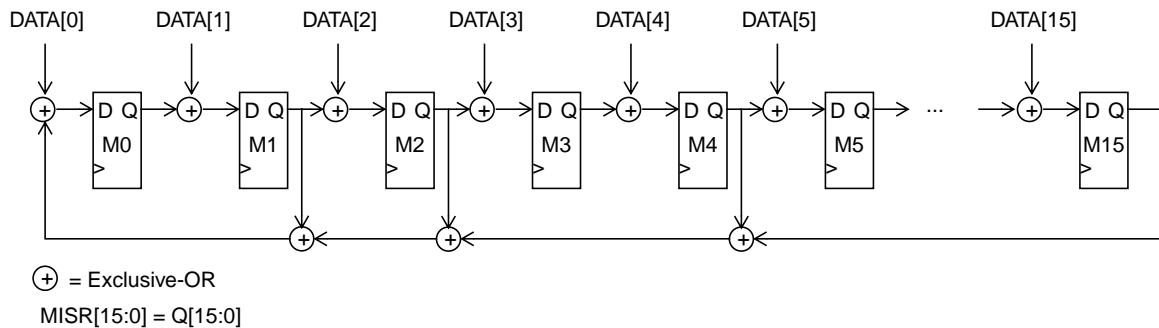 DATA[0] DATA[1] DATA[2] DATA[3] DATA[4] DATA[5] DATA[15]
+ D Q + D Q + D Q + D Q + D Q + D Q ... + D Q
M0 M1 M2 M3 M4 M5 M15
+ + +
+ = Exclusive-OR
MISR[15:0] = Q[15:0]